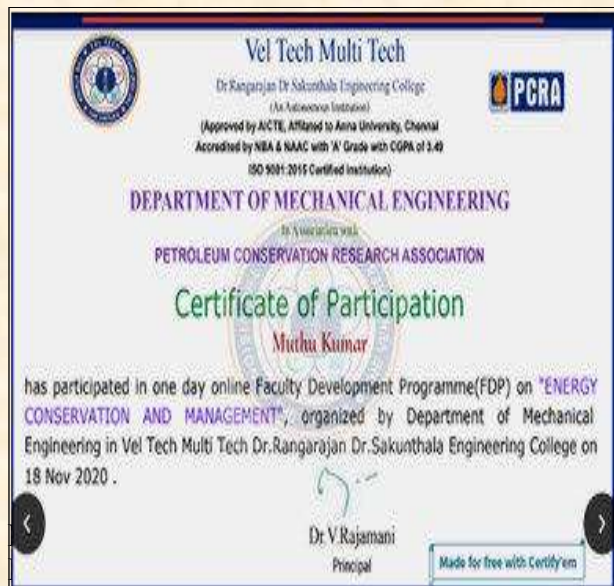 Vel Tech Multi Tech
Dr Rangarajan Dr Sakunthala Engineering College
(An Autonomous Institution)
(Approved by AICTE, Affiliated to Anna University, Chennai
Accredited by NBA & NAAC with 'A' Grade with CGPA of 3.49
ISO 9001:2015 Certified Institution)
PCRA
DEPARTMENT OF MECHANICAL ENGINEERING
In Association with
PETROLEUM CONSERVATION RESEARCH ASSOCIATION
Certificate of Participation
Muthu Kumar
has participated in one day online Faculty Development Programme(FDP) on "ENERGY
CONSERVATION AND MANAGEMENT", organized by Department of Mechanical
Engineering in Vel Tech Multi Tech Dr.Rangarajan Dr.Sakunthala Engineering College on
18 Nov 2020 .
Dr.V.Rajamani
Principal
Made for free with Certify'em